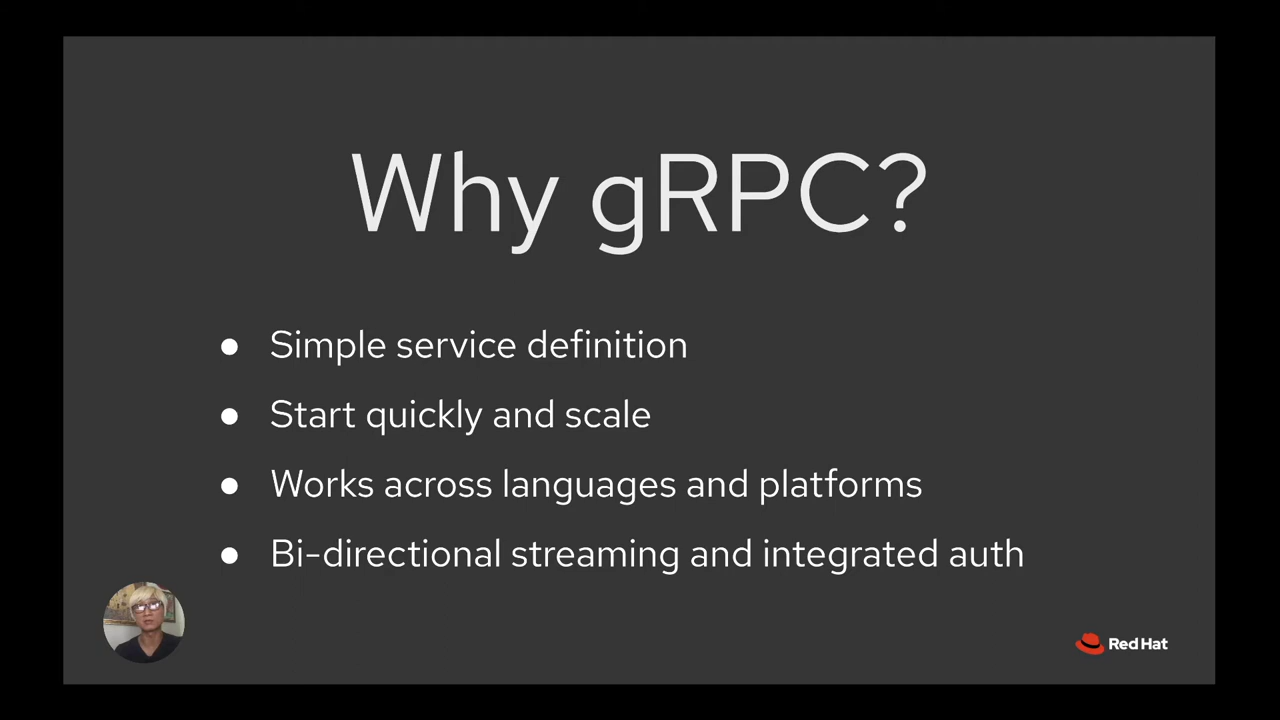 Why gRPC?
● Simple service definition
● Start quickly and scale
● Works across languages and platforms
● Bi-directional streaming and integrated auth
Red Hat